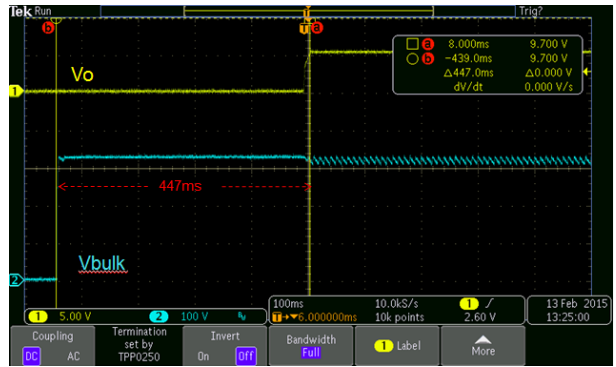 Tek Run
Trig?
b
T
a
a 8.000ms 9.700 V
b −439.0ms 9.700 V
Δ447.0ms Δ0.000 V
dV/dt 0.000 V/s
Vo
1
447ms
Vbulk
2
1 5.00 V
2 100 V
100ms
T→▼6.000000ms
10.0kS/s
10k points
1
2.60 V
13 Feb 2015
13:25:00
Coupling
DC AC
Termination
set by
TPP0250
Invert
On Off
Bandwidth
Full
1 Label
More